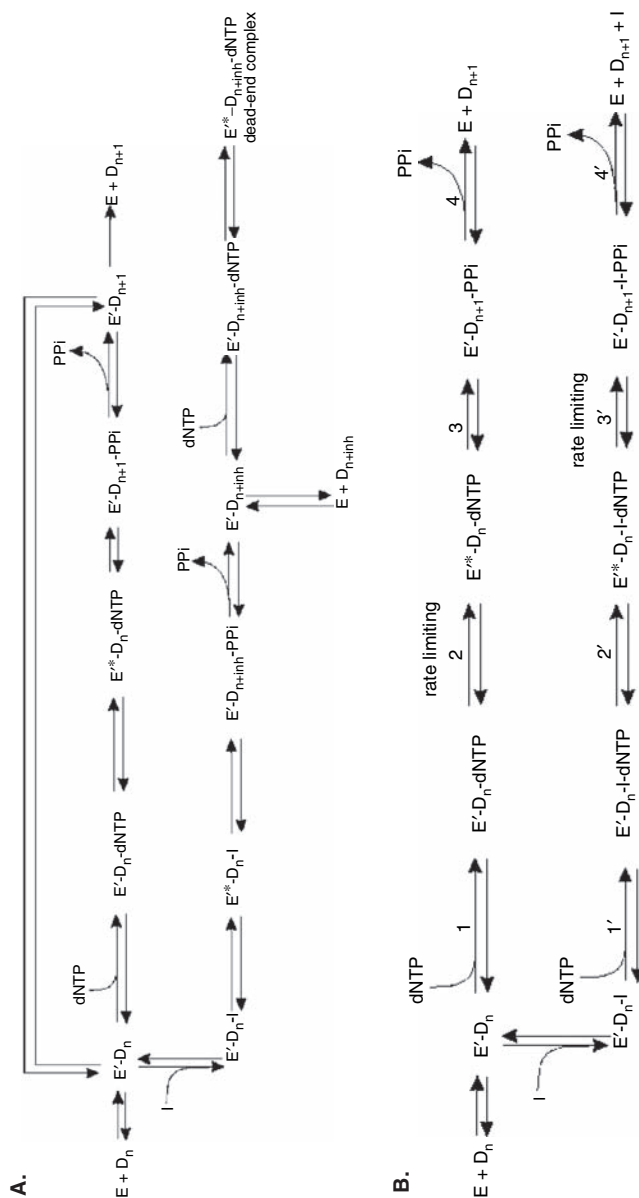 A.
E + Dn
E′-Dn
dNTP
E′-Dn-dNTP
E′*-Dn-dNTP
E′-Dn+1-PPi
PPi
E′-Dn+1
E + Dn+1
I
E′-Dn-I
E′*-Dn-I
E′-Dn+inh-PPi
PPi
E′-Dn+inh
E + Dn+inh
dNTP
E′-Dn+inh-dNTP
E′*–Dn+inh-dNTP
dead-end complex
B.
E + Dn
E′-Dn
dNTP
1
E′-Dn-dNTP
rate limiting
2
E′*-Dn-dNTP
3
E′-Dn+1-PPi
PPi
4
E + Dn+1
I
E′-Dn-I
dNTP
1′
E′-Dn-I-dNTP
2′
E′*-Dn-I-dNTP
rate limiting
3′
E′-Dn+1-I-PPi
PPi
4′
E + Dn+1 + I